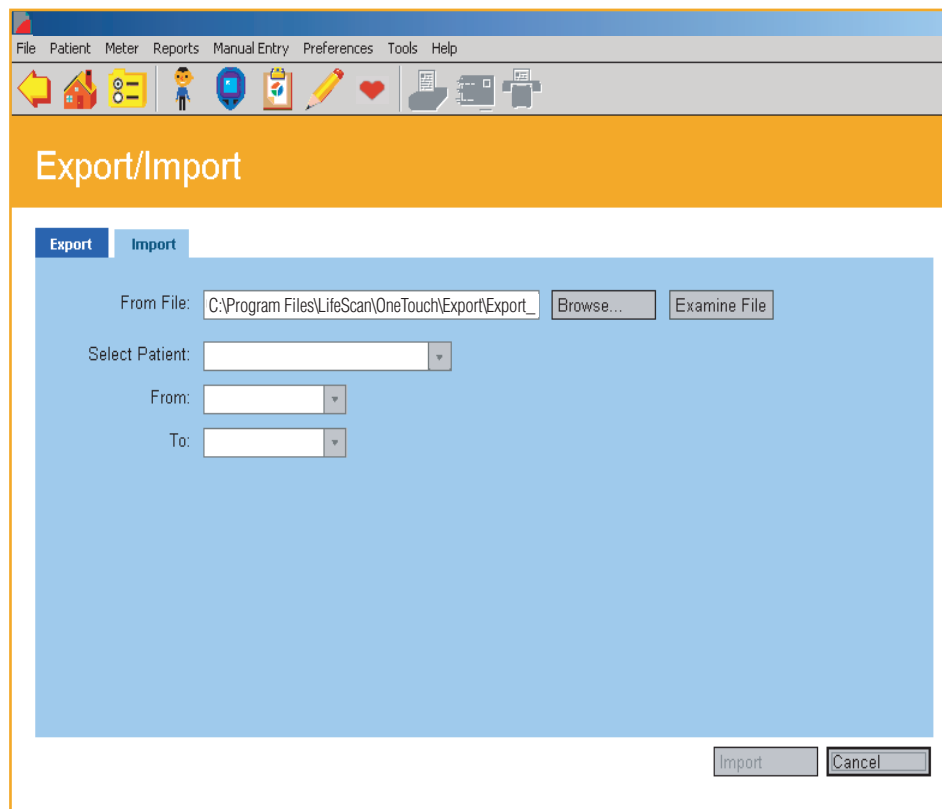 File Patient Meter Reports Manual Entry Preferences Tools Help
Export/Import
Export Import
From File: C:\Program Files\LifeScan\OneTouch\Export\Export_ Browse... Examine File
Select Patient:
From:
To:
Import Cancel